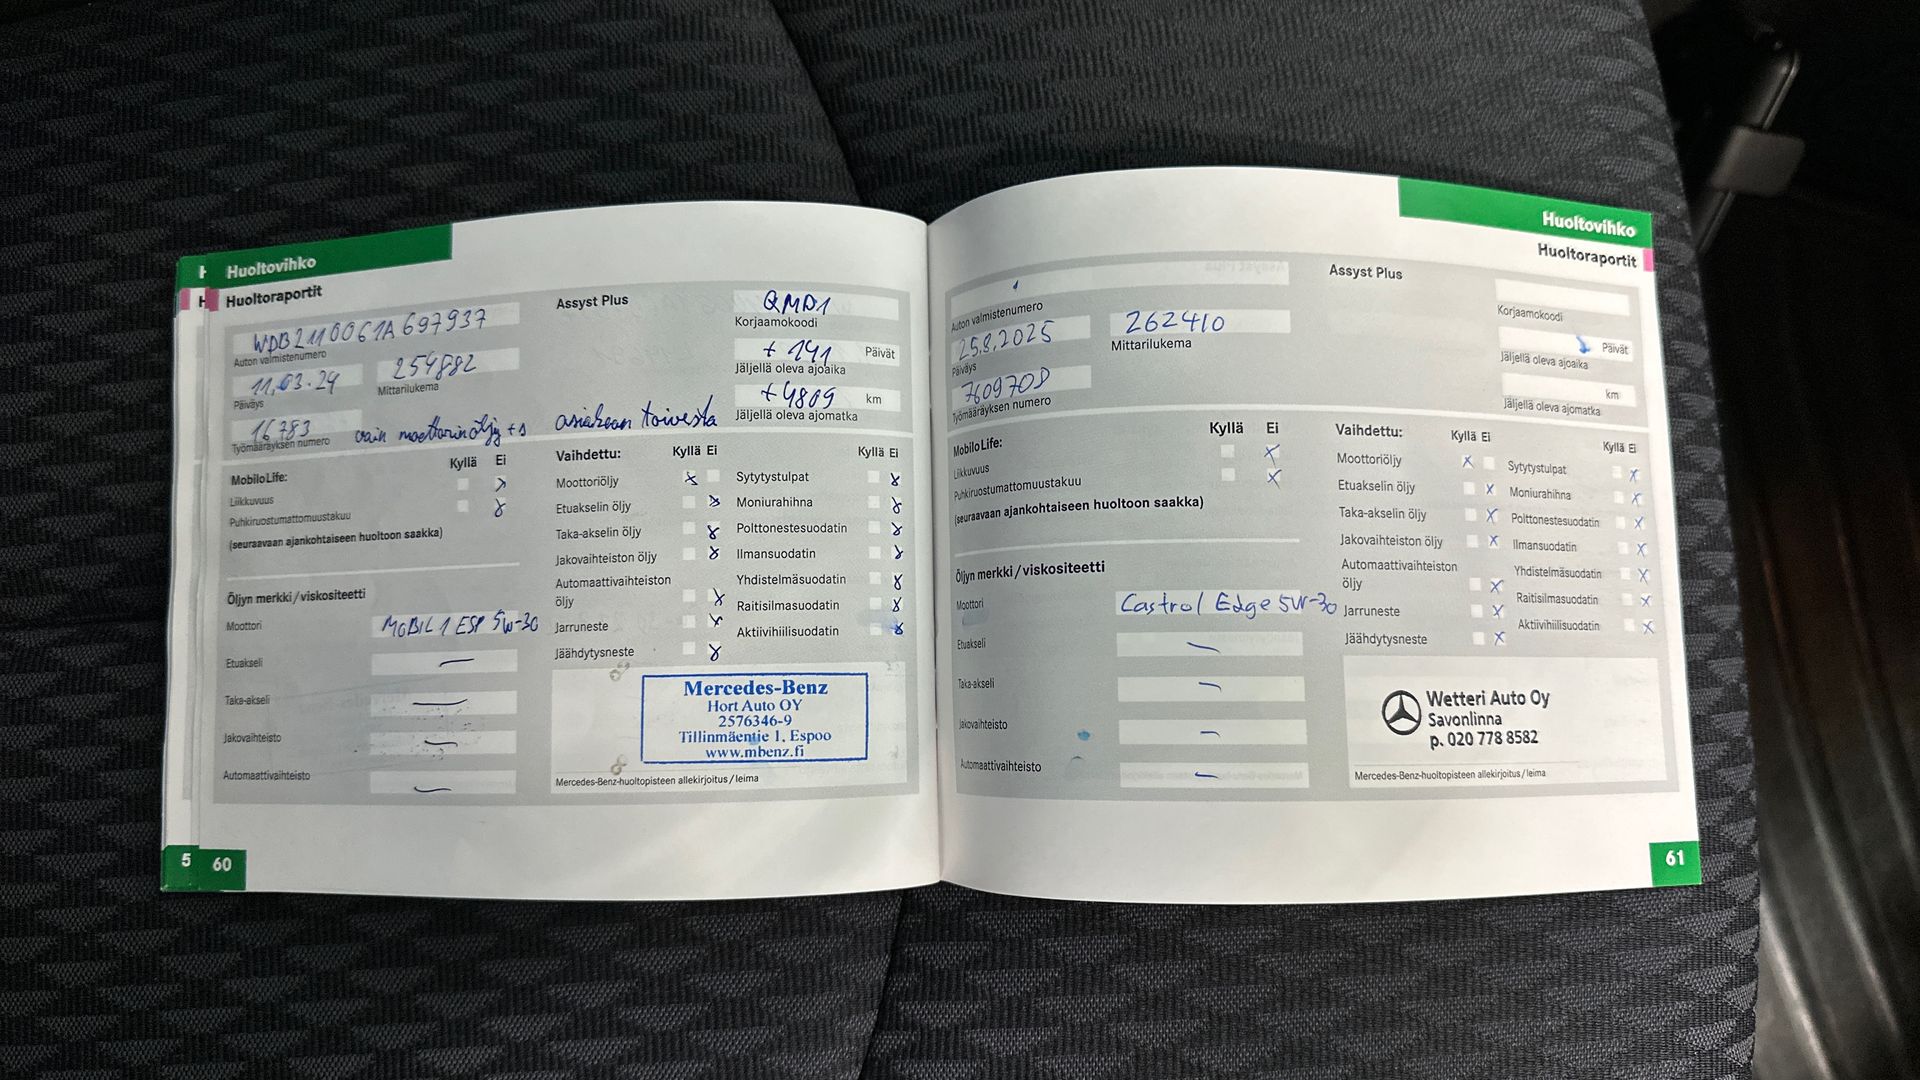 H
H
5
Huoltovihko
Huoltoraportit
WDB2110061A697937
Auton valmistenumero
11.03.24
Päiväys
254882
Mittarilukema
16783
Työmääräyksen numero
vain moottorinöljy +s asiakkaan toiveesta
Assyst Plus
QMD1
Korjaamokoodi
+ 141 Päivät
Jäljellä oleva ajoaika
+4809 km
Jäljellä oleva ajomatka
Kyllä Ei
MobiloLife:
Liikkuvuus
Puhkiruostumattomuustakuu
(seuraavaan ajankohtaiseen huoltoon saakka)
Öljyn merkki/viskositeetti
Moottori MOBIL 1 ESP 5W-30
Etuakseli —
Taka-akseli —
Jakovaihteisto —
Automaattivaihteisto —
Vaihdettu: Kyllä Ei
Moottoriöljy x
Etuakselin öljy x
Taka-akselin öljy x
Jakovaihteiston öljy x
Automaattivaihteiston
öljy x
Jarruneste x
Jäähdytysneste x
Kyllä Ei
Sytytystulpat x
Moniurahihna x
Polttonestesuodatin x
Ilmansuodatin x
Yhdistelmäsuodatin x
Raitisilmasuodatin x
Aktiivihiilisuodatin x
Mercedes-Benz
Hort Auto OY
2576346-9
Tillinmäentie 1, Espoo
www.mbenz.fi
Mercedes-Benz-huoltopisteen allekirjoitus/leima
60
Huoltovihko
Huoltoraportit
Auton valmistenumero
25.8.2025
Päiväys
262410
Mittarilukema
760970D
Työmääräyksen numero
Assyst Plus
Korjaamokoodi
Päivät
Jäljellä oleva ajoaika
km
Jäljellä oleva ajomatka
Kyllä Ei
MobiloLife:
Liikkuvuus x
Puhkiruostumattomuustakuu x
(seuraavaan ajankohtaiseen huoltoon saakka)
Öljyn merkki/viskositeetti
Moottori Castrol Edge 5W-30
Etuakseli —
Taka-akseli —
Jakovaihteisto —
Automaattivaihteisto —
Vaihdettu: Kyllä Ei
Moottoriöljy x
Etuakselin öljy x
Taka-akselin öljy x
Jakovaihteiston öljy x
Automaattivaihteiston
öljy x
Jarruneste x
Jäähdytysneste x
Kyllä Ei
Sytytystulpat x
Moniurahihna x
Polttonestesuodatin x
Ilmansuodatin x
Yhdistelmäsuodatin x
Raitisilmasuodatin x
Aktiivihiilisuodatin x
Wetteri Auto Oy
Savonlinna
p. 020 778 8582
Mercedes-Benz-huoltopisteen allekirjoitus/leima
61